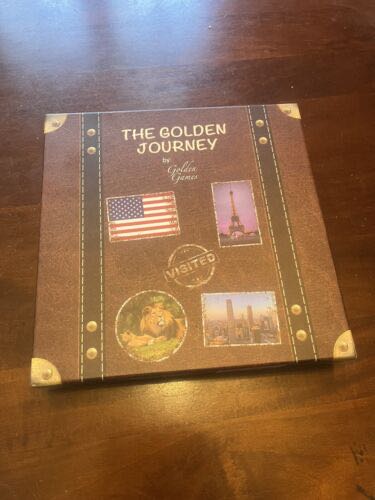 THE GOLDEN
JOURNEY
by:
Golden
Games
VISITED